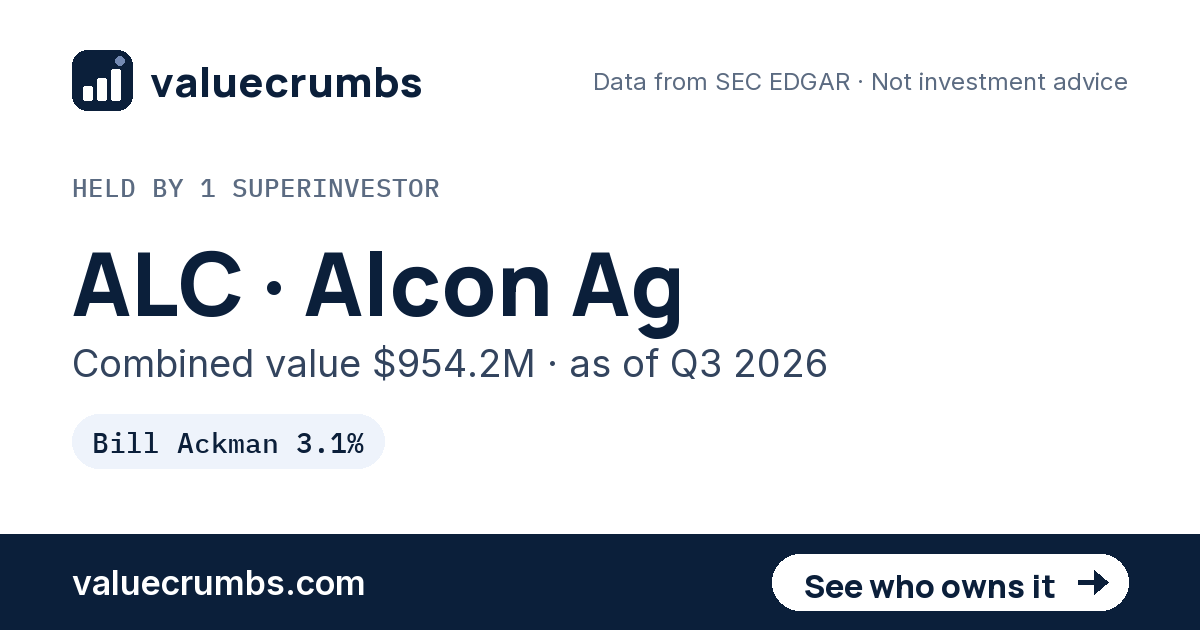 valuecrumbs
Data from SEC EDGAR · Not investment advice
HELD BY 1 SUPERINVESTOR
ALC · Alcon Ag
Combined value $954.2M · as of Q3 2026
Bill Ackman 3.1%
valuecrumbs.com
See who owns it →